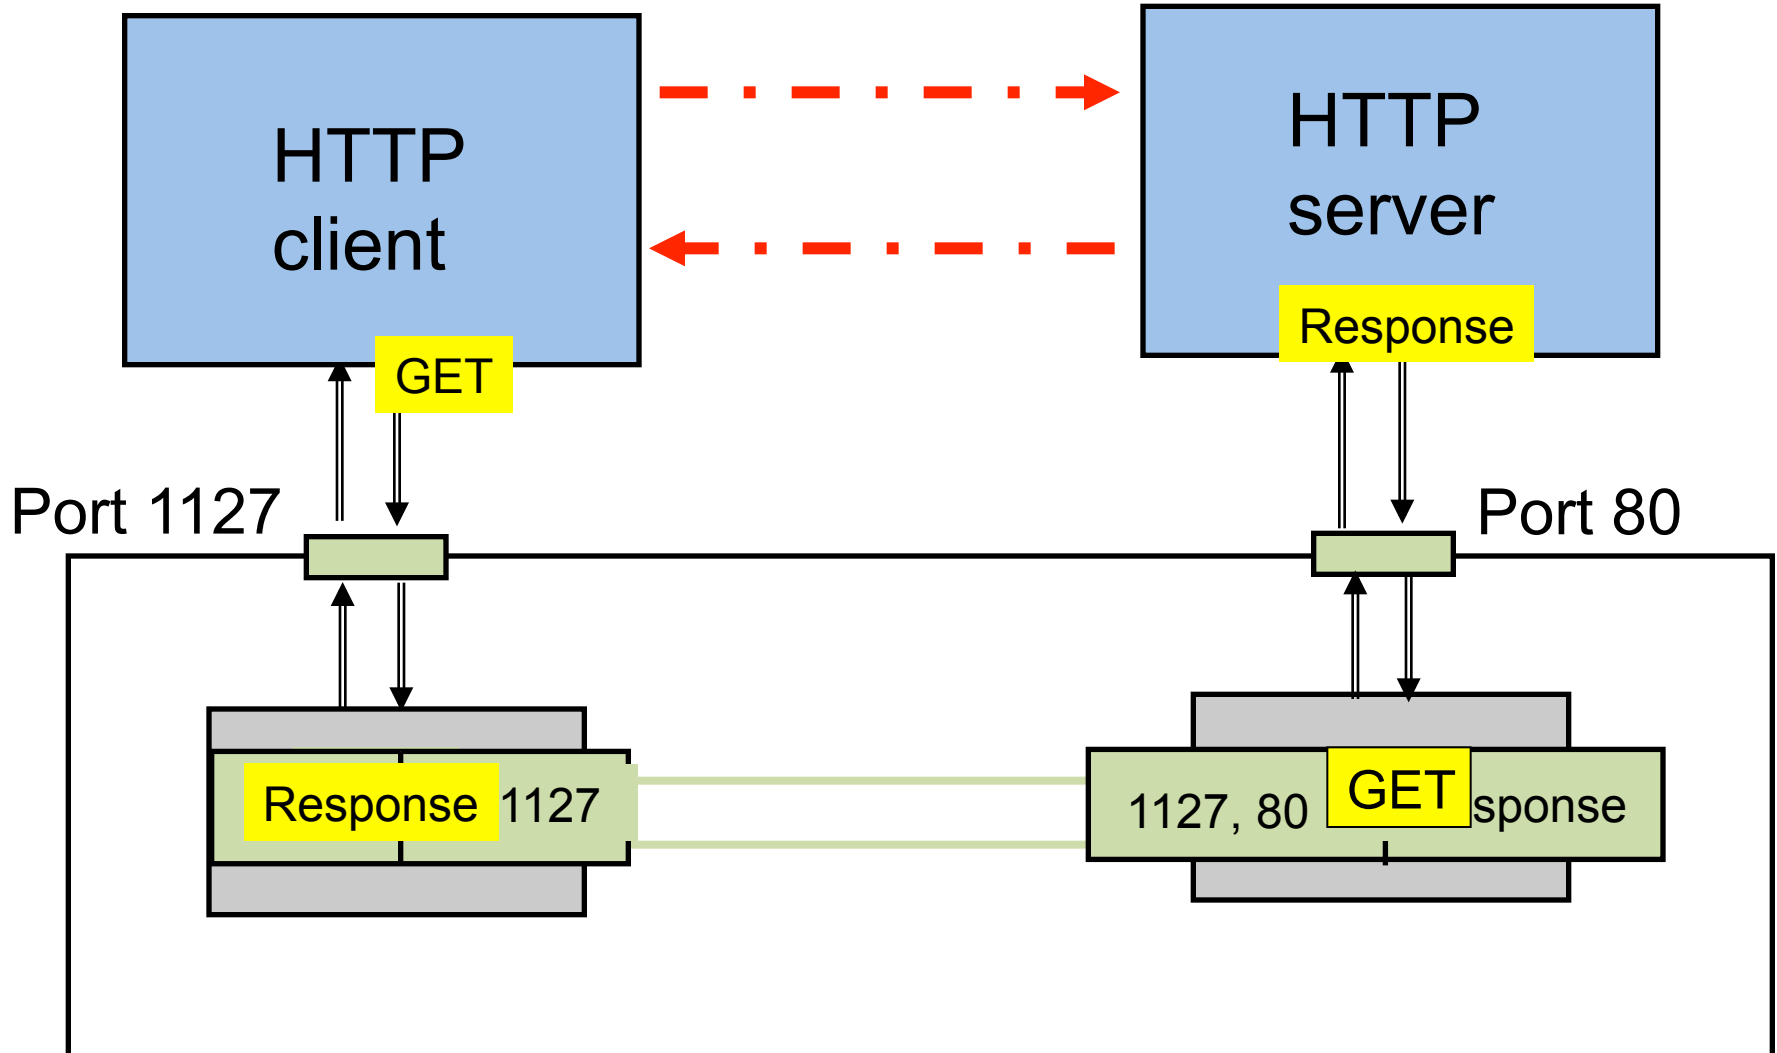 HTTP
client
HTTP
server
GET
Response
Port 1127
Port 80
Response 1127
1127, 80 GET sponse